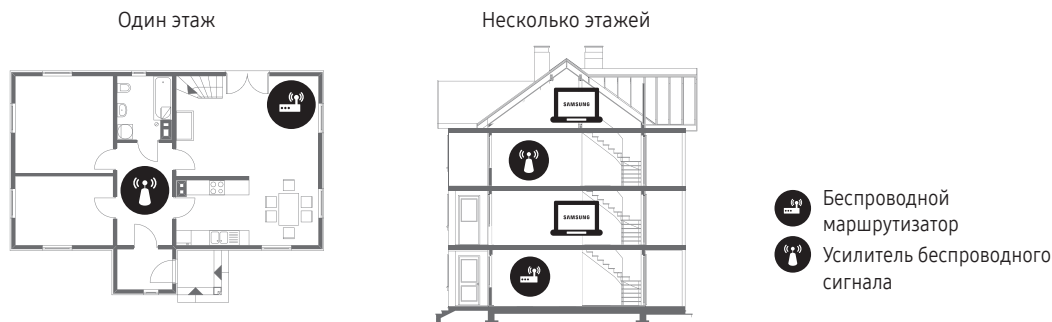 Один этаж
Несколько этажей
SAMSUNG
SAMSUNG
Беспроводной
маршрутизатор
Усилитель беспроводного
сигнала